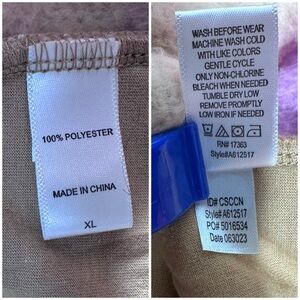 100% POLYESTER
MADE IN CHINA
XL
WASH BEFORE WEAR
MACHINE WASH COLD
WITH LIKE COLORS
GENTLE CYCLE
ONLY NON-CHLORINE
BLEACH WHEN NEEDED
TUMBLE DRY LOW
REMOVE PROMPTLY
LOW IRON IF NEEDED
RN# 17363
Style#A612517
ID# CSCCN
Style# A612517
PO# 5016534
Date 063023